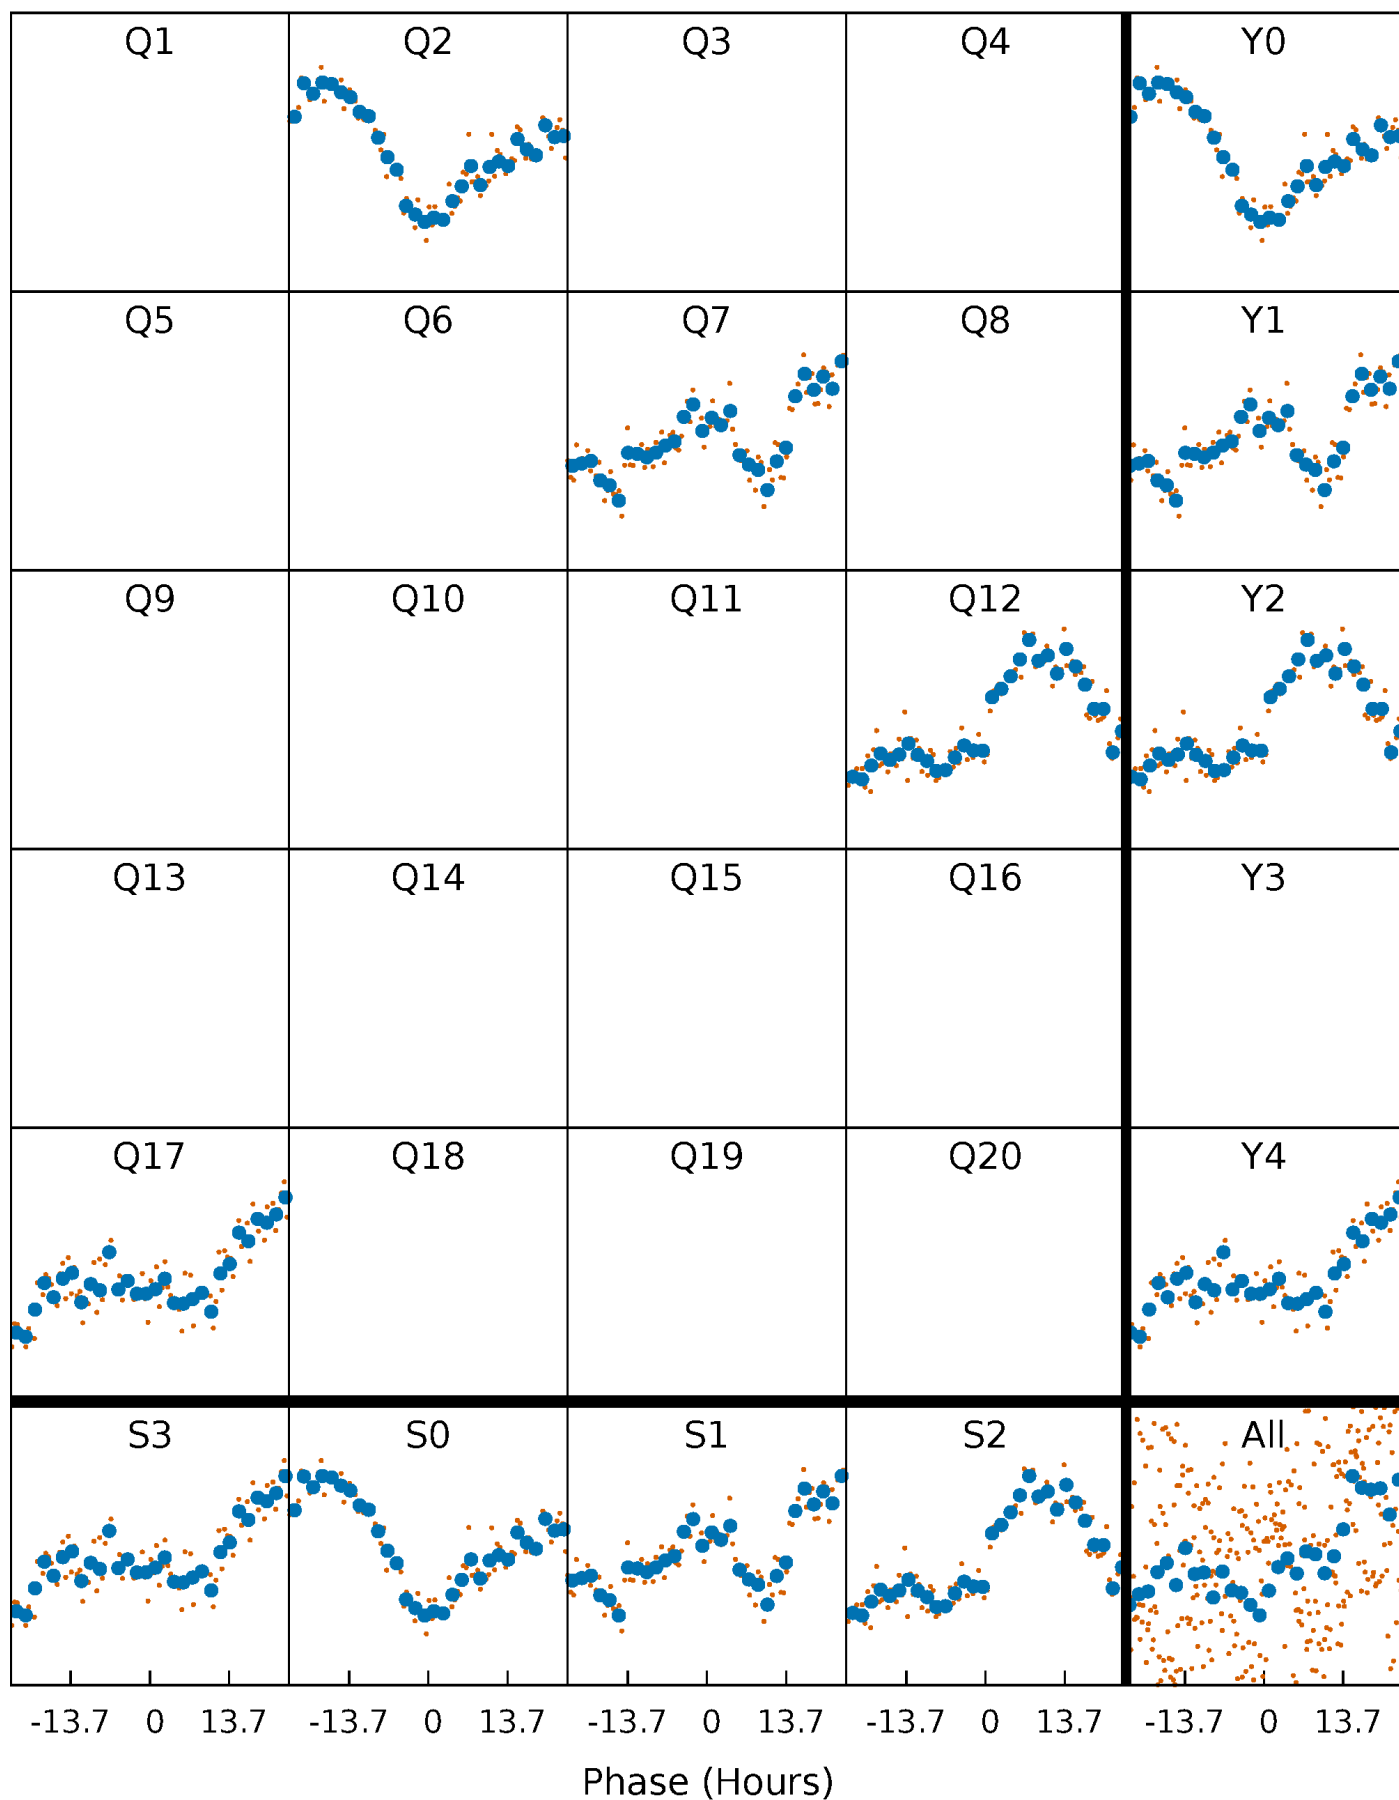 Q1 Q2 Q3 Q4 Y0
Q5 Q6 Q7 Q8 Y1
Q9 Q10 Q11 Q12 Y2
Q13 Q14 Q15 Q16 Y3
Q17 Q18 Q19 Q20 Y4
S3 S0 S1 S2 All
-13.7 0 13.7 -13.7 0 13.7 -13.7 0 13.7 -13.7 0 13.7 -13.7 0 13.7
Phase (Hours)